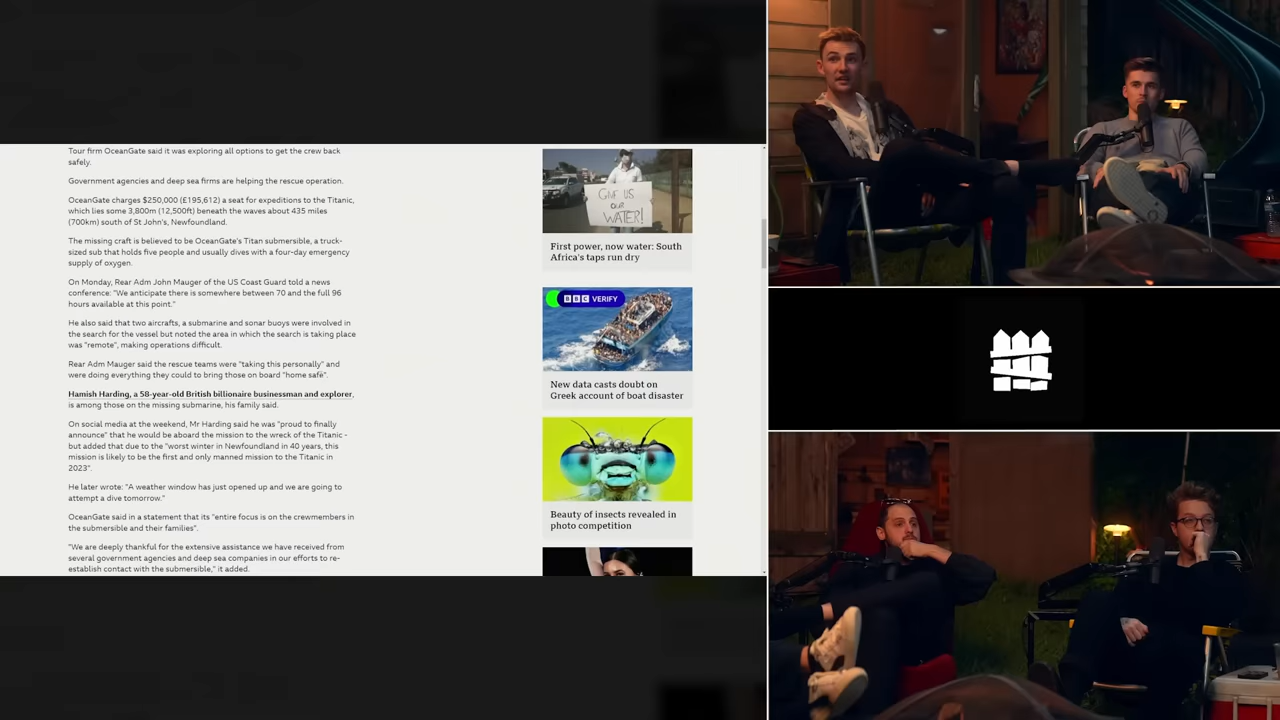 Tour firm OceanGate said it was exploring all options to get the crew back
safely.
Government agencies and deep sea firms are helping the rescue operation.
OceanGate charges $250,000 (£195,612) a seat for expeditions to the Titanic,
which lies some 3,800m (12,500ft) beneath the waves about 435 miles
(700km) south of St John's, Newfoundland.
The missing craft is believed to be OceanGate's Titan submersible, a truck-
sized sub that holds five people and usually dives with a four-day emergency
supply of oxygen.
On Monday, Rear Adm John Mauger of the US Coast Guard told a news
conference: "We anticipate there is somewhere between 70 and the full 96
hours available at this point."
He also said that two aircrafts, a submarine and sonar buoys were involved in
the search for the vessel but noted the area in which the search is taking place
was "remote", making operations difficult.
Rear Adm Mauger said the rescue teams were "taking this personally" and
were doing everything they could to bring those on board "home safe".
Hamish Harding, a 58-year-old British billionaire businessman and explorer,
is among those on the missing submarine, his family said.
On social media at the weekend, Mr Harding said he was "proud to finally
announce" that he would be aboard the mission to the wreck of the Titanic -
but added that due to the "worst winter in Newfoundland in 40 years, this
mission is likely to be the first and only manned mission to the Titanic in
2023".
He later wrote: "A weather window has just opened up and we are going to
attempt a dive tomorrow."
OceanGate said in a statement that its "entire focus is on the crewmembers in
the submersible and their families".
"We are deeply thankful for the extensive assistance we have received from
several government agencies and deep sea companies in our efforts to re-
establish contact with the submersible," it added.
GIVE US
OUR
WATER!
First power, now water: South
Africa's taps run dry
BBC VERIFY
New data casts doubt on
Greek account of boat disaster
Beauty of insects revealed in
photo competition